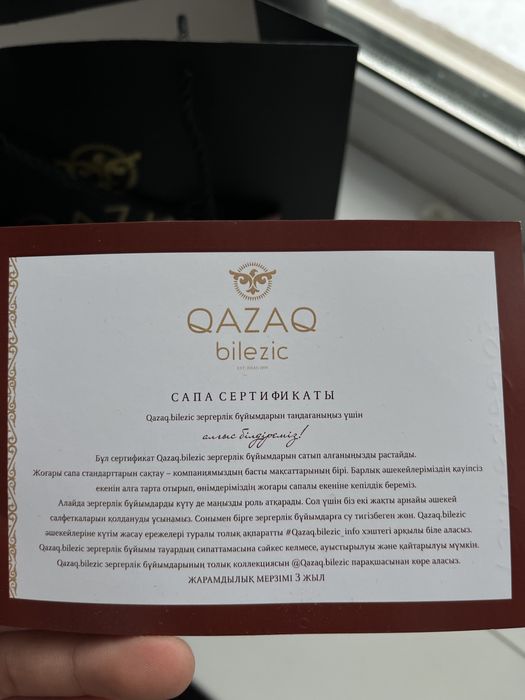 QAZAQ
bilezic
САПА СЕРТИФИКАТЫ
Qazaq.bilezic зергерлік бұйымдарын таңдағаныңыз үшін
алғыс білдіреміз!
Бұл сертификат Qazaq.bilezic зергерлік бұйымдарын сатып алғаныңызды растайды.
Жоғары сапа стандарттарын сақтау – компаниямыздың басты мақсаттарының бірі. Барлық әшекейлеріміздің қауіпсіз
екенін алға тарта отырып, өнімдеріміздің жоғары сапалы екеніне кепілдік береміз.
Алайда зергерлік бұйымдарды күту де маңызды роль атқарады. Сол үшін біз екі жақты арнайы әшекей
салфеткаларын қолдануды ұсынамыз. Сонымен бірге зергерлік бұйымдарға су тигізбеген жөн. Qazaq.bilezic
әшекейлеріне күтім жасау ережелері туралы толық ақпаратты #Qazaq.bilezic_info хэштегі арқылы біле аласыз.
Qazaq.bilezic зергерлік бұйымы тауардың сипаттамасына сәйкес келмесе, ауыстырылуы және қайтарылуы мүмкін.
Qazaq.bilezic зергерлік бұйымдарының толық коллекциясын @Qazaq.bilezic парақшасынан көре аласыз.
ЖАРАМДЫЛЫҚ МЕРЗІМІ 3 ЖЫЛ